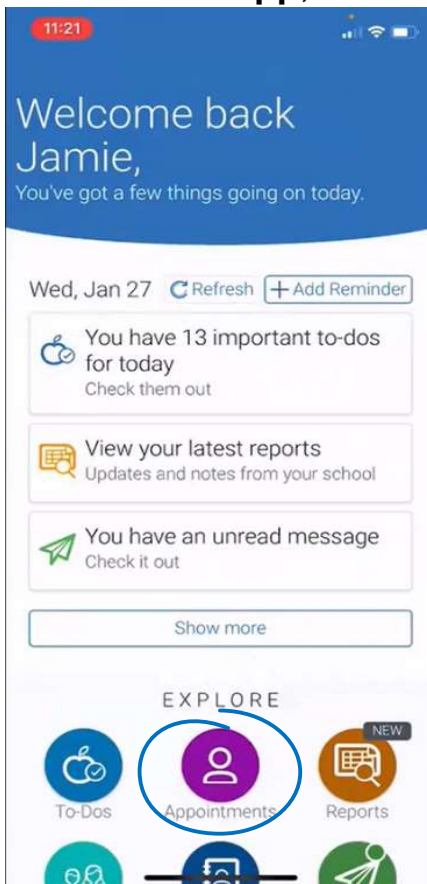 app,
11:21
Welcome back
Jamie,
You've got a few things going on today.
Wed, Jan 27 Refresh + Add Reminder
You have 13 important to-dos
for today
Check them out
View your latest reports
Updates and notes from your school
You have an unread message
Check it out
Show more
EXPLORE
NEW
To-Dos Appointments Reports